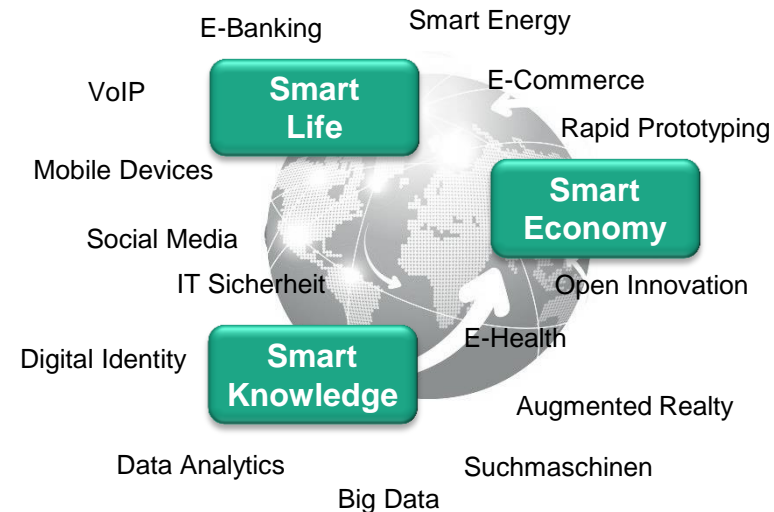 E-Banking
Smart Energy
VoIP
Smart
Life
E-Commerce
Rapid Prototyping
Mobile Devices
Smart
Economy
Social Media
IT Sicherheit
Open Innovation
E-Health
Digital Identity
Smart
Knowledge
Augmented Realty
Data Analytics
Suchmaschinen
Big Data